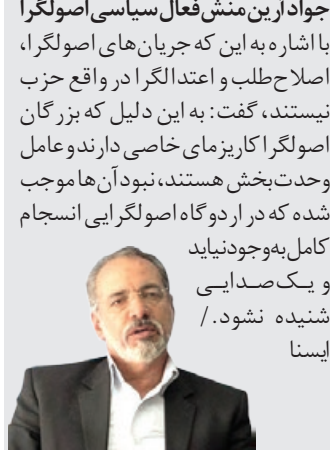 جواد آرین‌منش فعال سیاسی اصولگرا
با اشاره به این که جریان‌های اصولگرا،
اصلاح‌طلب و اعتدالگرا در واقع حزب
نیستند، گفت: به این دلیل که بزرگان
اصولگرا کاریزمای خاصی دارند و عامل
وحدت‌بخش هستند، نبود آن‌ها موجب
شده که در اردوگاه اصولگرایی انسجام
کامل به‌وجود نیاید
و یک‌صدایی
شنیده نشود. /
ایسنا